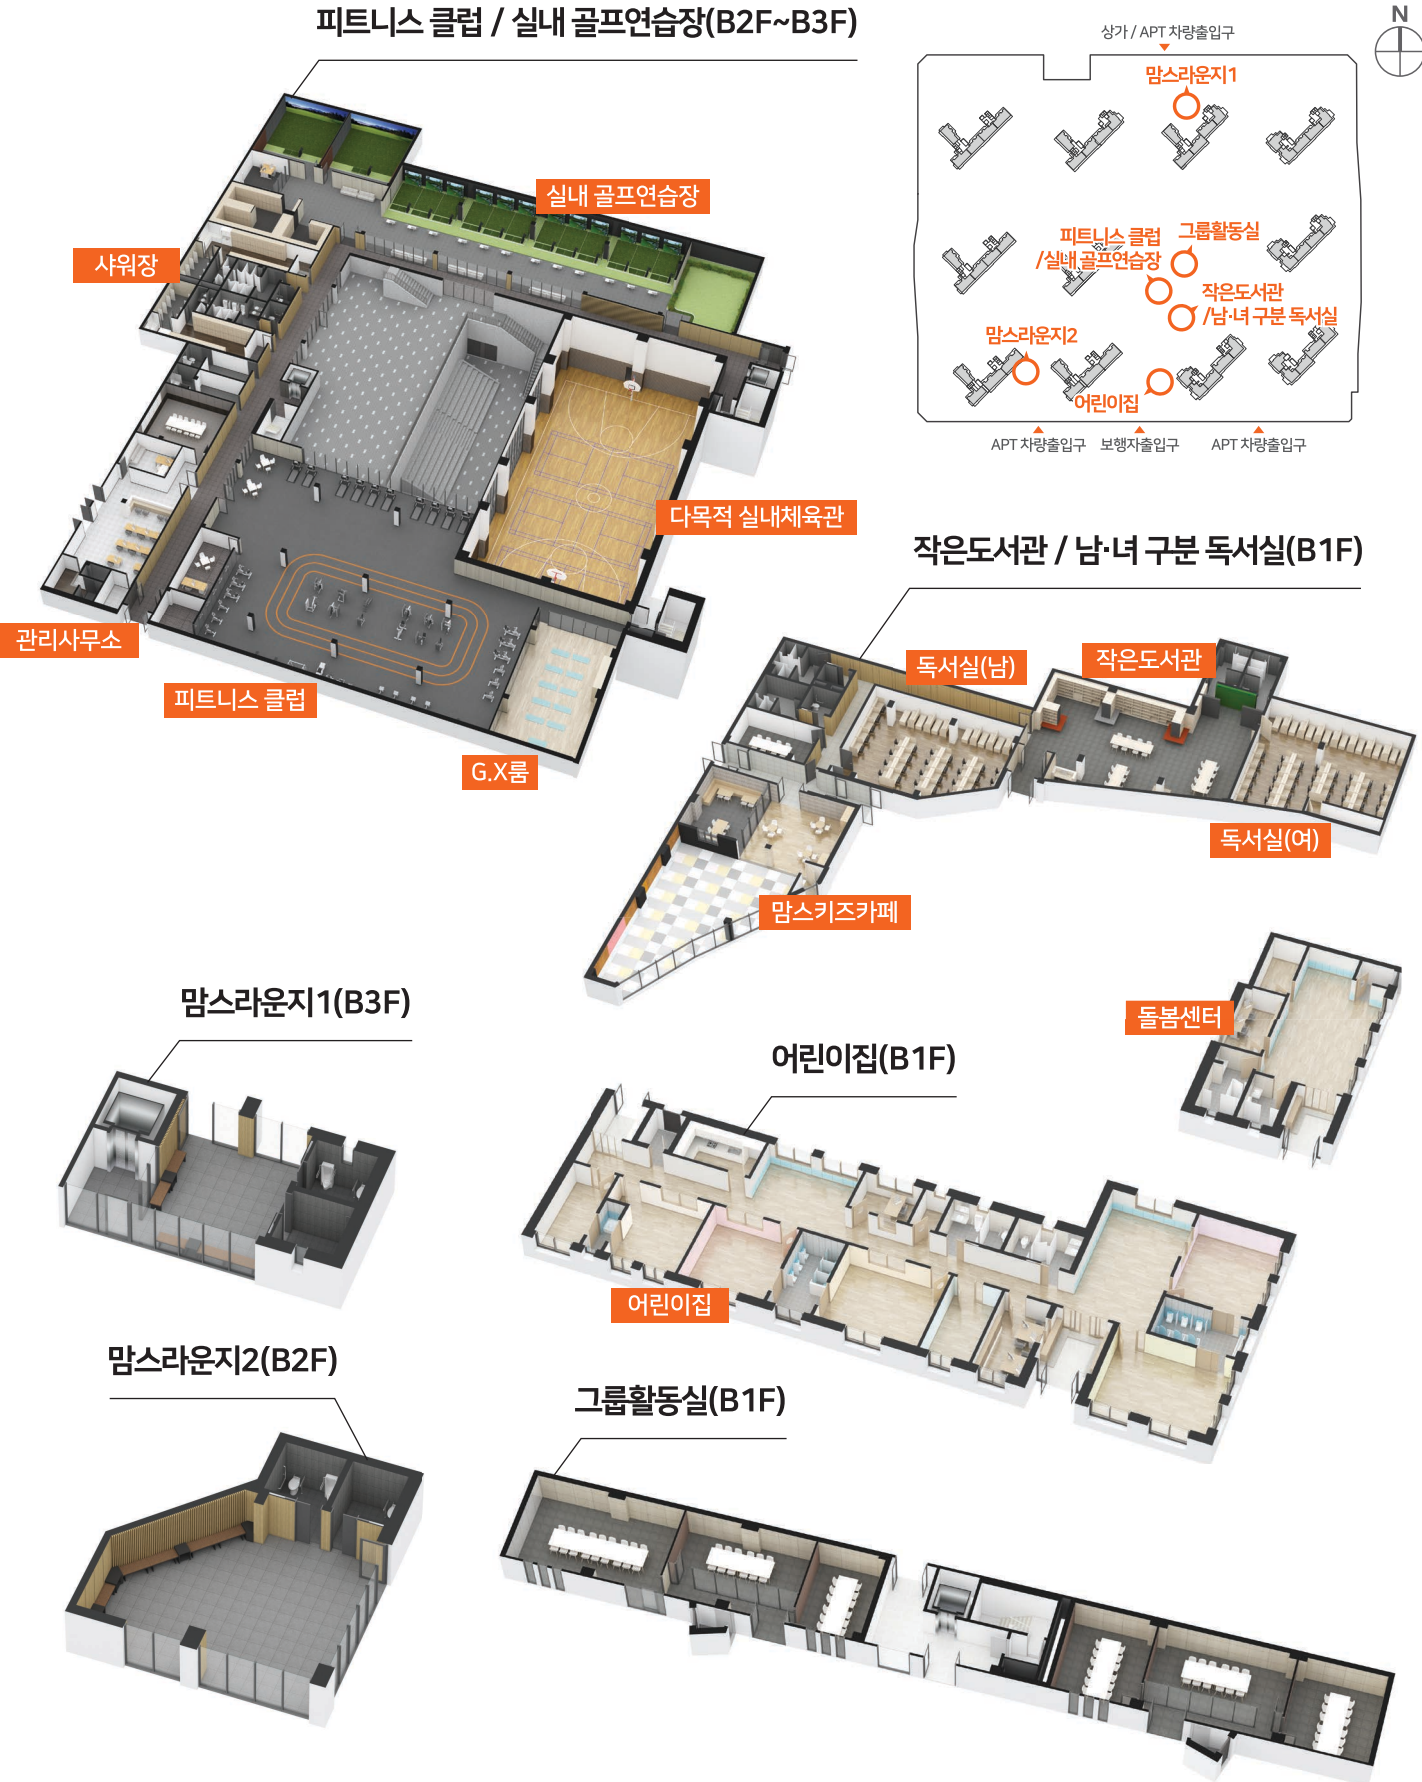 피트니스 클럽 / 실내 골프연습장(B2F~B3F)
실내 골프연습장
샤워장
다목적 실내체육관
관리사무소
피트니스 클럽
G.X룸
N
상가 / APT 차량출입구
맘스라운지1
그룹활동실
피트니스 클럽
/실내 골프연습장
작은도서관
/남·녀 구분 독서실
맘스라운지2
어린이집
APT 차량출입구
보행자출입구
APT 차량출입구
작은도서관 / 남·녀 구분 독서실(B1F)
독서실(남)
작은도서관
독서실(여)
맘스키즈카페
돌봄센터
맘스라운지1(B3F)
어린이집(B1F)
어린이집
맘스라운지2(B2F)
그룹활동실(B1F)